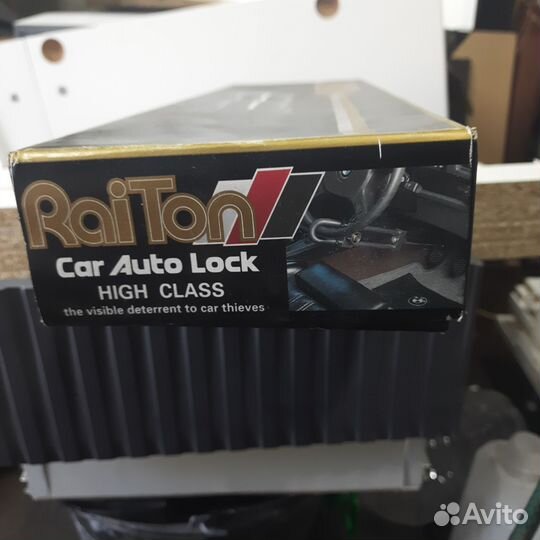 RaiTon
Car Auto Lock
HIGH CLASS
the visible deterrent to car thieves
Avito